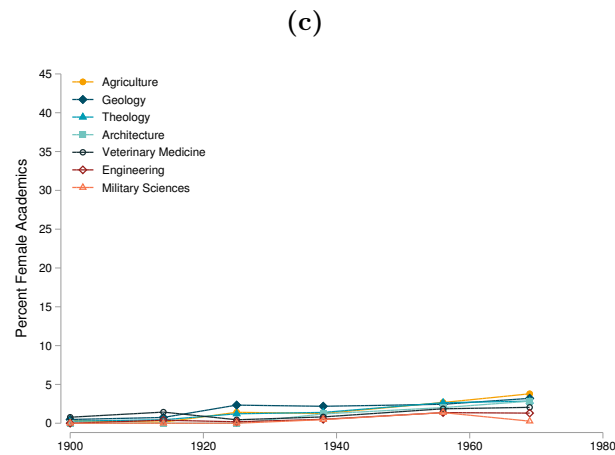 (c)
Percent Female Academics
45
40
35
30
25
20
15
10
5
0
Agriculture
Geology
Theology
Architecture
Veterinary Medicine
Engineering
Military Sciences
1900
1920
1940
1960
1980